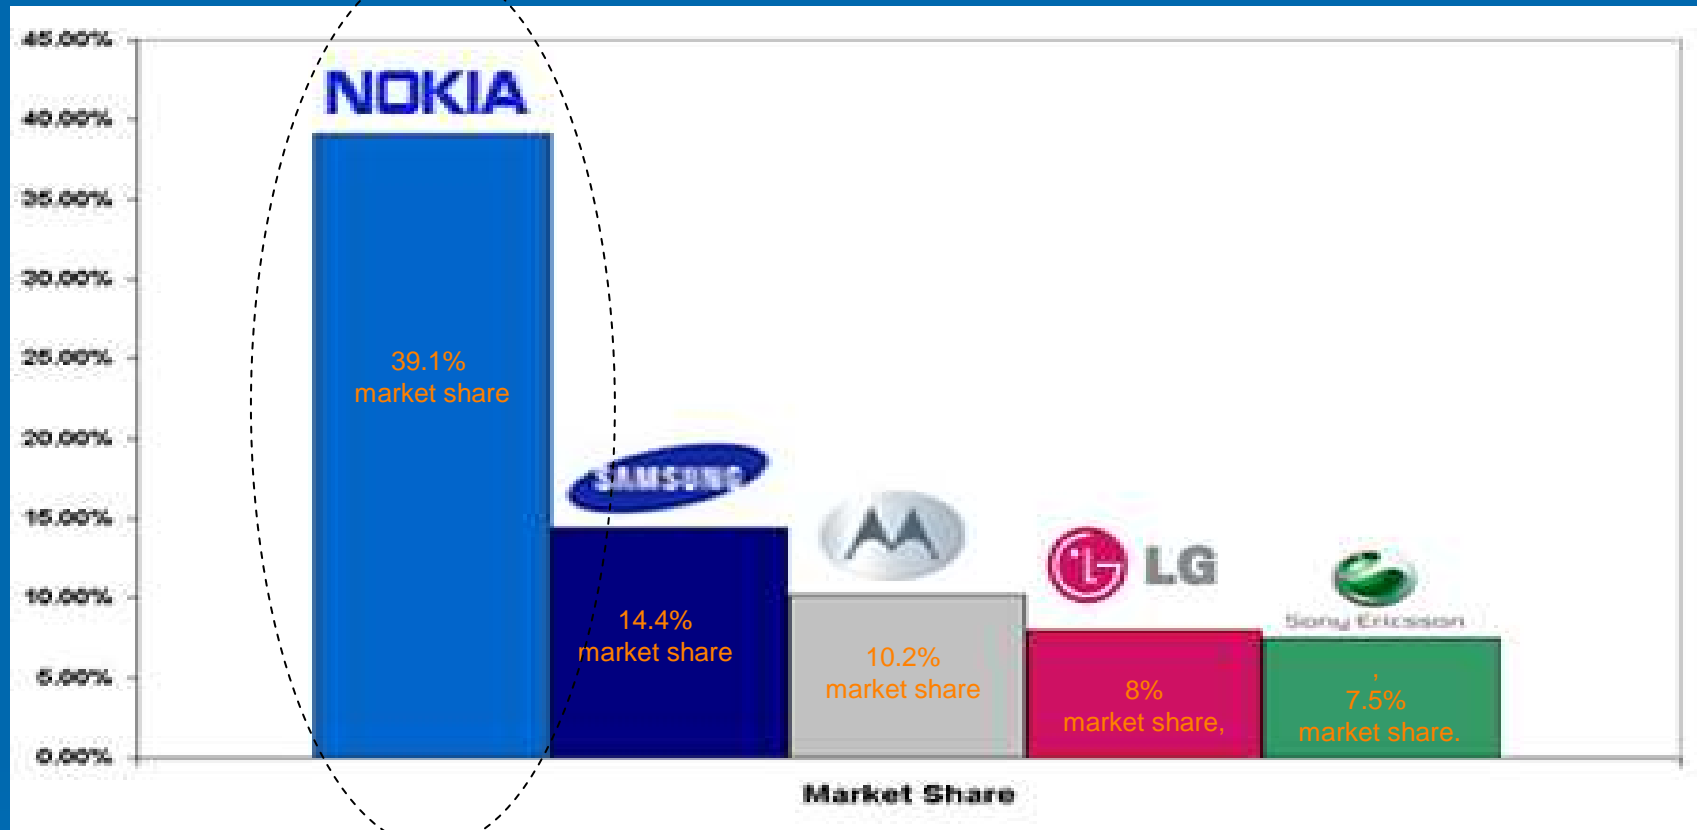 45.00%
NOKIA
40.00%
35.00%
30.00%
25.00%
39.1%
market share
20.00%
SAMSUNG
15.00%
LG
10.00%
Sony Ericsson
14.4%
market share
10.2%
market share
5.00%
8%
market share,
,
7.5%
market share.
0.00%
Market Share